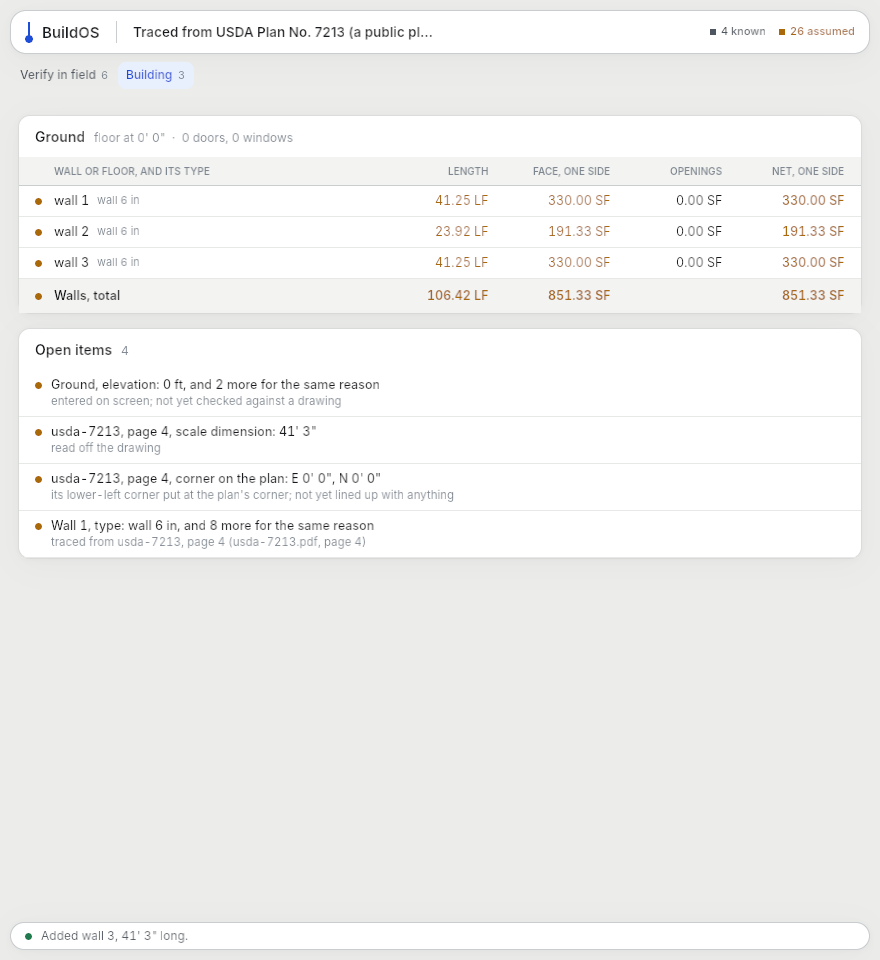 BuildOS
Traced from USDA Plan No. 7213 (a public pl...
4 known
26 assumed
Verify in field 6
Building 3
Ground floor at 0' 0" · 0 doors, 0 windows
WALL OR FLOOR, AND ITS TYPE LENGTH FACE, ONE SIDE OPENINGS NET, ONE SIDE
wall 1 wall 6 in 41.25 LF 330.00 SF 0.00 SF 330.00 SF
wall 2 wall 6 in 23.92 LF 191.33 SF 0.00 SF 191.33 SF
wall 3 wall 6 in 41.25 LF 330.00 SF 0.00 SF 330.00 SF
Walls, total 106.42 LF 851.33 SF 851.33 SF
Open items 4
Ground, elevation: 0 ft, and 2 more for the same reason
entered on screen; not yet checked against a drawing
usda-7213, page 4, scale dimension: 41' 3"
read off the drawing
usda-7213, page 4, corner on the plan: E 0' 0", N 0' 0"
its lower-left corner put at the plan's corner; not yet lined up with anything
Wall 1, type: wall 6 in, and 8 more for the same reason
traced from usda-7213, page 4 (usda-7213.pdf, page 4)
Added wall 3, 41' 3" long.